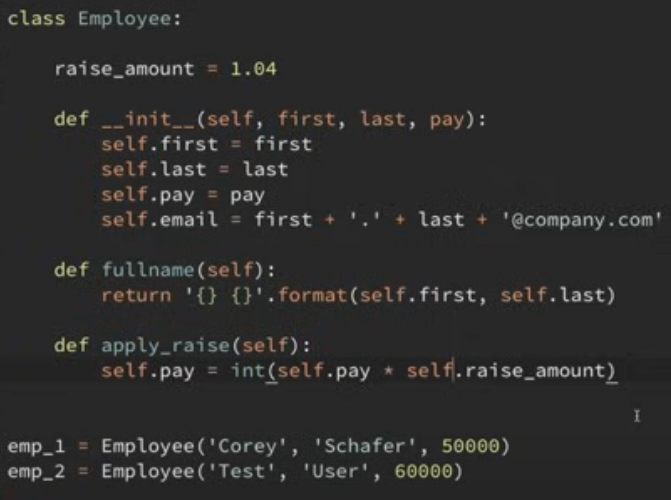 class Employee:
    raise_amount = 1.04
    def __init__(self, first, last, pay):
        self.first = first
        self.last = last
        self.pay = pay
        self.email = first + '.' + last + '@company.com'
    def fullname(self):
        return '{} {}'.format(self.first, self.last)
    def apply_raise(self):
        self.pay = int(self.pay * self.raise_amount)
emp_1 = Employee('Corey', 'Schafer', 50000)
emp_2 = Employee('Test', 'User', 60000)